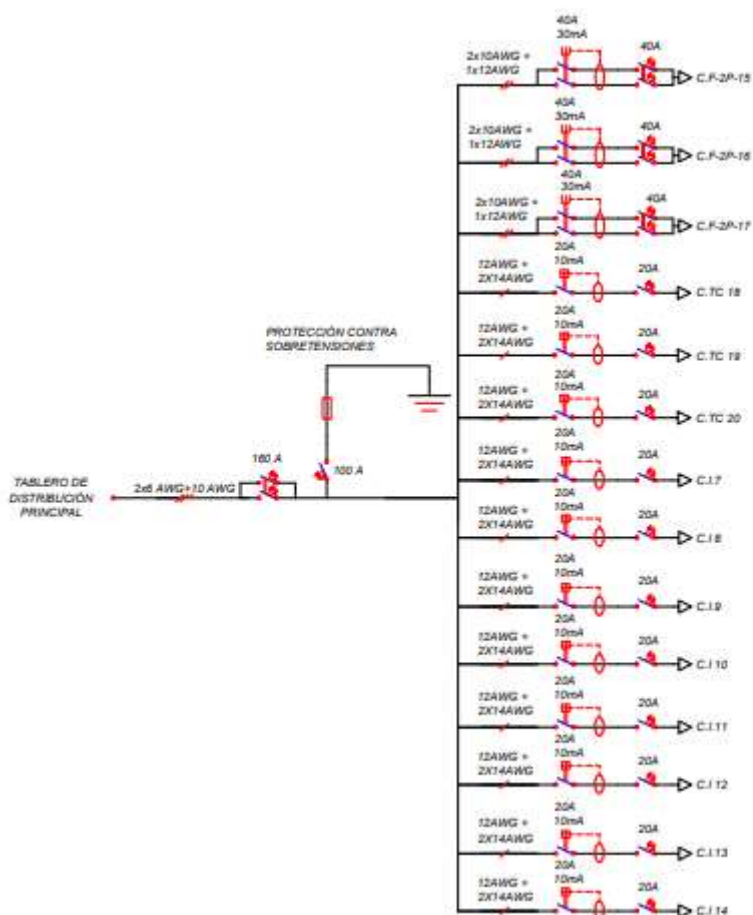 40A
30mA
40A
2x10AWG +
1x12AWG
C.F-2P-15
40A
30mA
40A
2x10AWG +
1x12AWG
C.F-2P-16
40A
30mA
40A
2x10AWG +
1x12AWG
C.F-2P-17
20A
10mA
20A
12AWG +
2X14AWG
C.TC 18
20A
10mA
20A
12AWG +
2X14AWG
C.TC 19
20A
10mA
20A
12AWG +
2X14AWG
C.TC 20
20A
10mA
20A
12AWG +
2X14AWG
C.I.7
20A
10mA
20A
12AWG +
2X14AWG
C.I 8
20A
10mA
20A
12AWG +
2X14AWG
C.I.9
20A
10mA
20A
12AWG +
2X14AWG
C.I 10
20A
10mA
20A
12AWG +
2X14AWG
C.I.11
20A
10mA
20A
12AWG +
2X14AWG
C.I 12
20A
10mA
20A
12AWG +
2X14AWG
C.I.13
20A
10mA
20A
12AWG +
2X14AWG
C.I.14
PROTECCIÓN CONTRA
SOBRETENSIONES
160 A
100 A
TABLERO DE
DISTRIBUCIÓN
PRINCIPAL
2x6 AWG+10 AWG